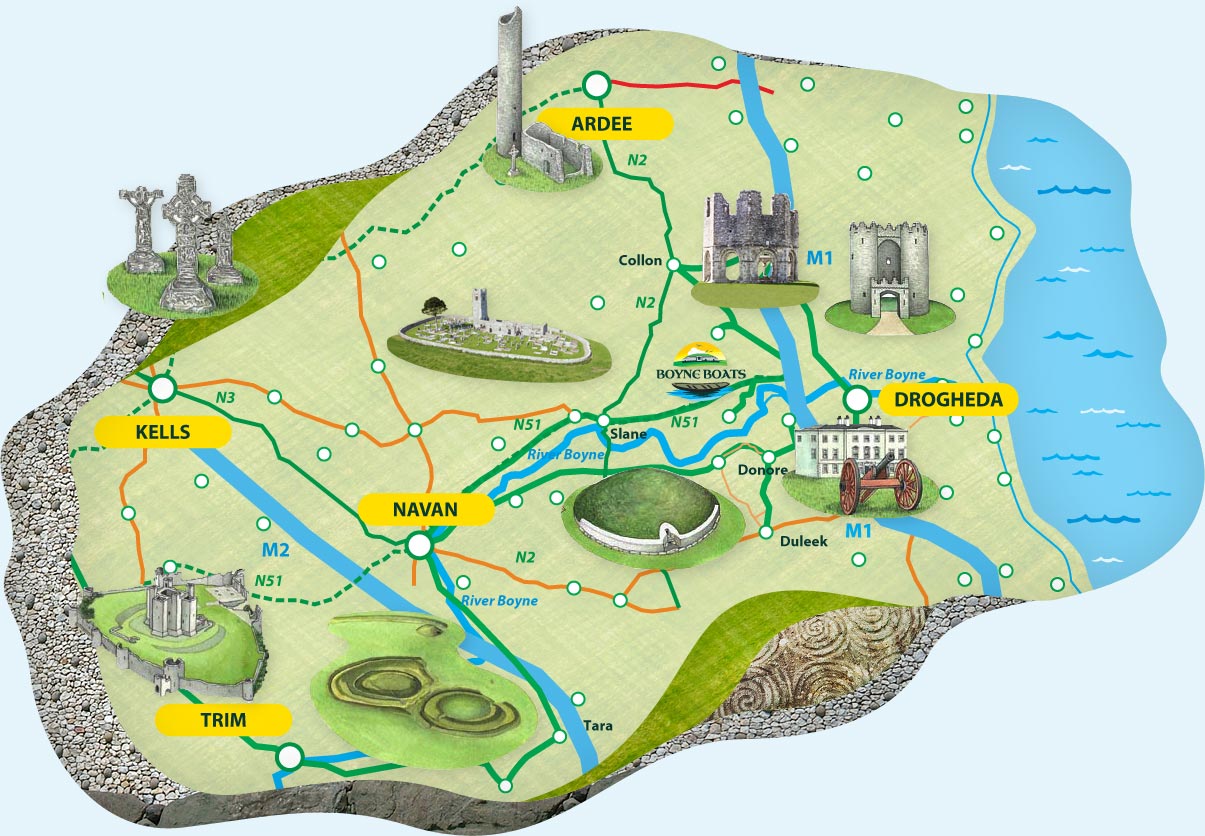 ARDEE
N2
Collon
M1
N2
BOYNE BOATS
River Boyne
N3
DROGHEDA
KELLS
N51
N51
Slane
River Boyne
Donore
NAVAN
M1
Duleek
M2
N2
N51
River Boyne
TRIM
Tara